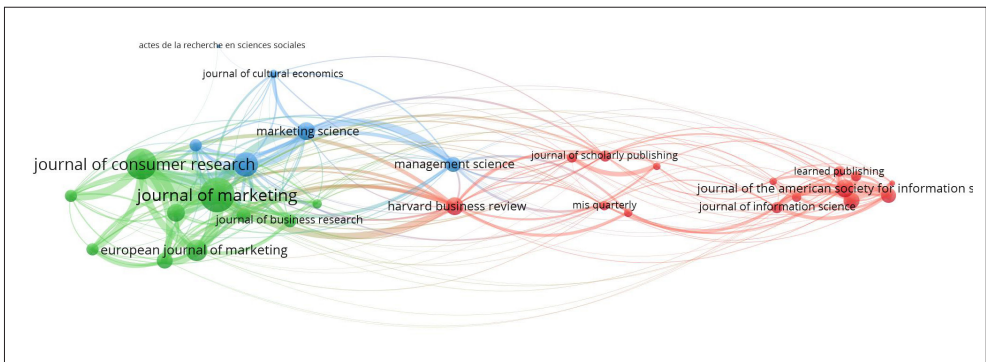 actes de la recherche en sciences sociales
journal of cultural economics
marketing science
journal of consumer research
management science
journal of scholarly publishing
learned publishing
journal of marketing
journal of the american society for information s
harvard business review
mis quarterly
journal of information science
journal of business research
european journal of marketing